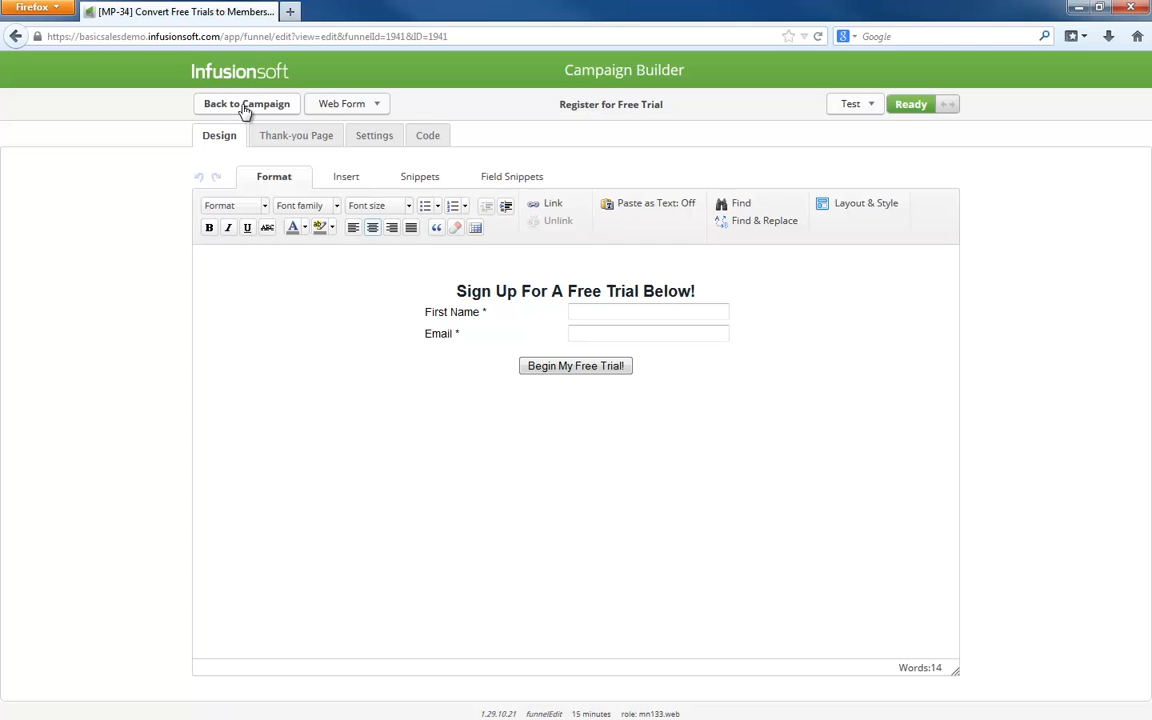 Firefox
[MP-34] Convert Free Trials to Members...
https://basicsalesdemo.infusionsoft.com/app/funnel/edit?view=edit&funnelId=1941&ID=1941
Google
Infusionsoft
Campaign Builder
Back to Campaign
Web Form
Register for Free Trial
Test
Ready
Design
Thank-you Page
Settings
Code
Format
Insert
Snippets
Field Snippets
Format
Font family
Font size
Link
Paste as Text: Off
Find
Layout & Style
B
I
U
ABC
A
Unlink
Find & Replace
Sign Up For A Free Trial Below!
First Name *
Email *
Begin My Free Trial!
Words:14
1.29.10.21 funnelEdit 15 minutes role: mn133.web